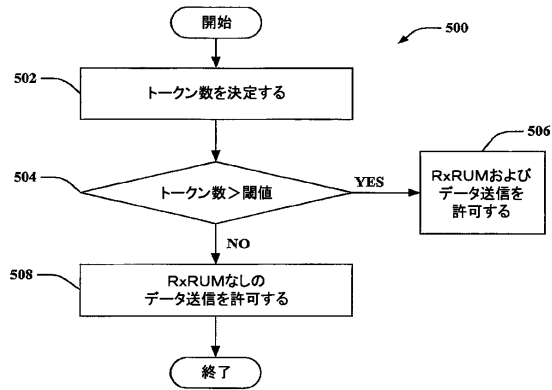 開始
500
502
トークン数を決定する
506
504
トークン数＞閾値
YES
RxRUMおよび
データ送信を
許可する
NO
508
RxRUMなしの
データ送信を許可する
終了